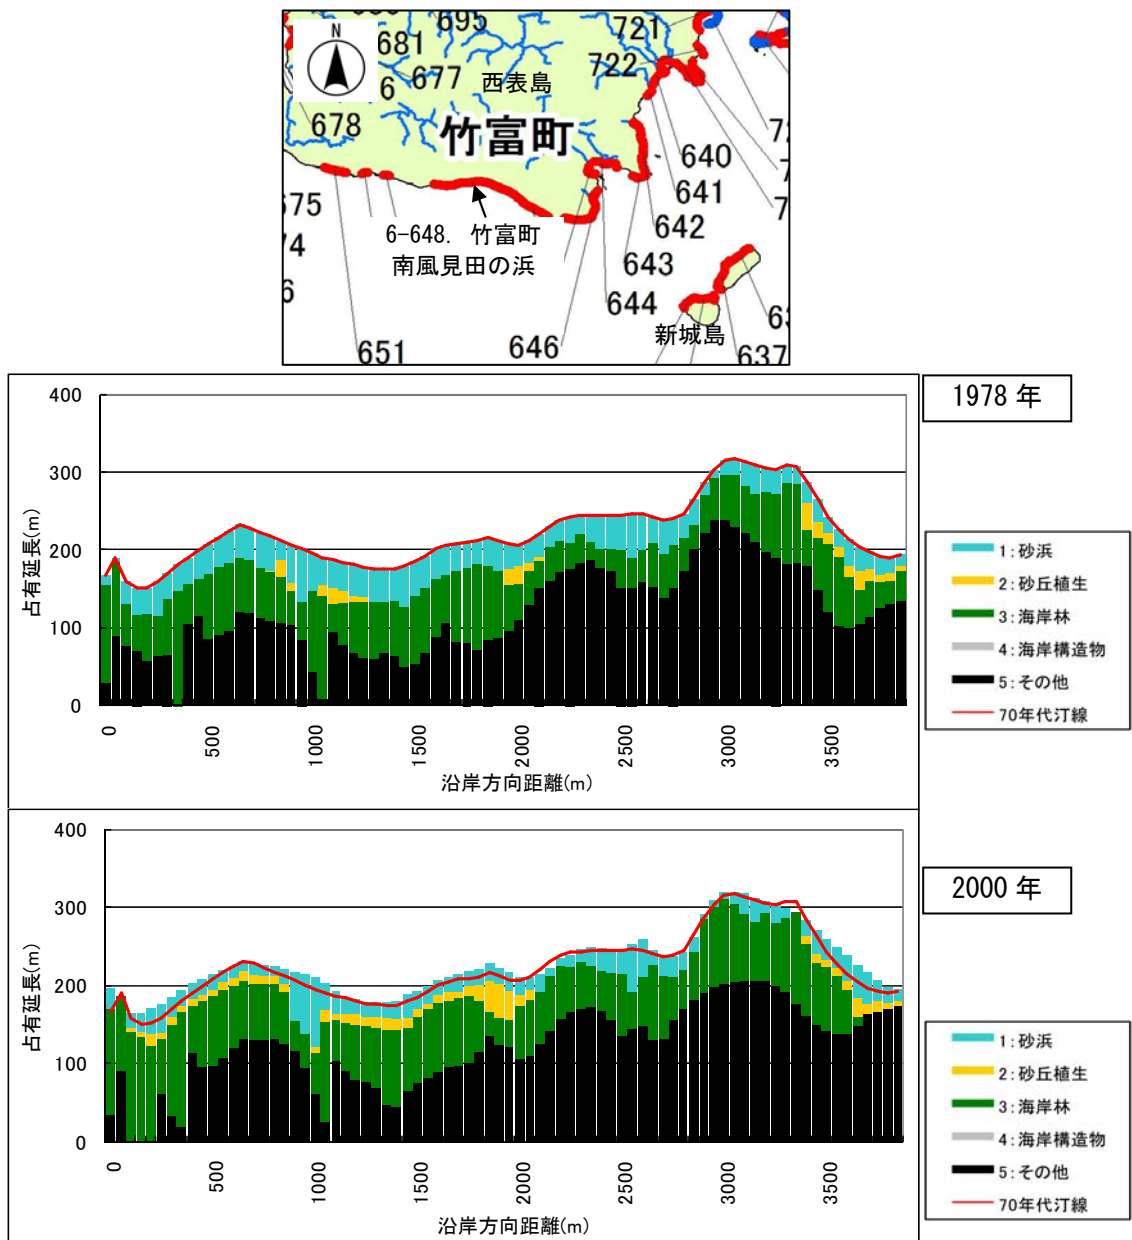 N
695
681
677
6
678
西表島
竹富町
721
722
640
641
642
643
644
646
651
675
6-648. 竹富町
南風見田の浜
新城島
637
1978 年
400
300
200
100
0
占有延長(m)
0
500
1000
1500
2000
2500
3000
3500
沿岸方向距離(m)
1:砂浜
2:砂丘植生
3:海岸林
4:海岸構造物
5:その他
70年代汀線
2000 年
400
300
200
100
0
占有延長(m)
0
500
1000
1500
2000
2500
3000
3500
沿岸方向距離(m)
1:砂浜
2:砂丘植生
3:海岸林
4:海岸構造物
5:その他
70年代汀線